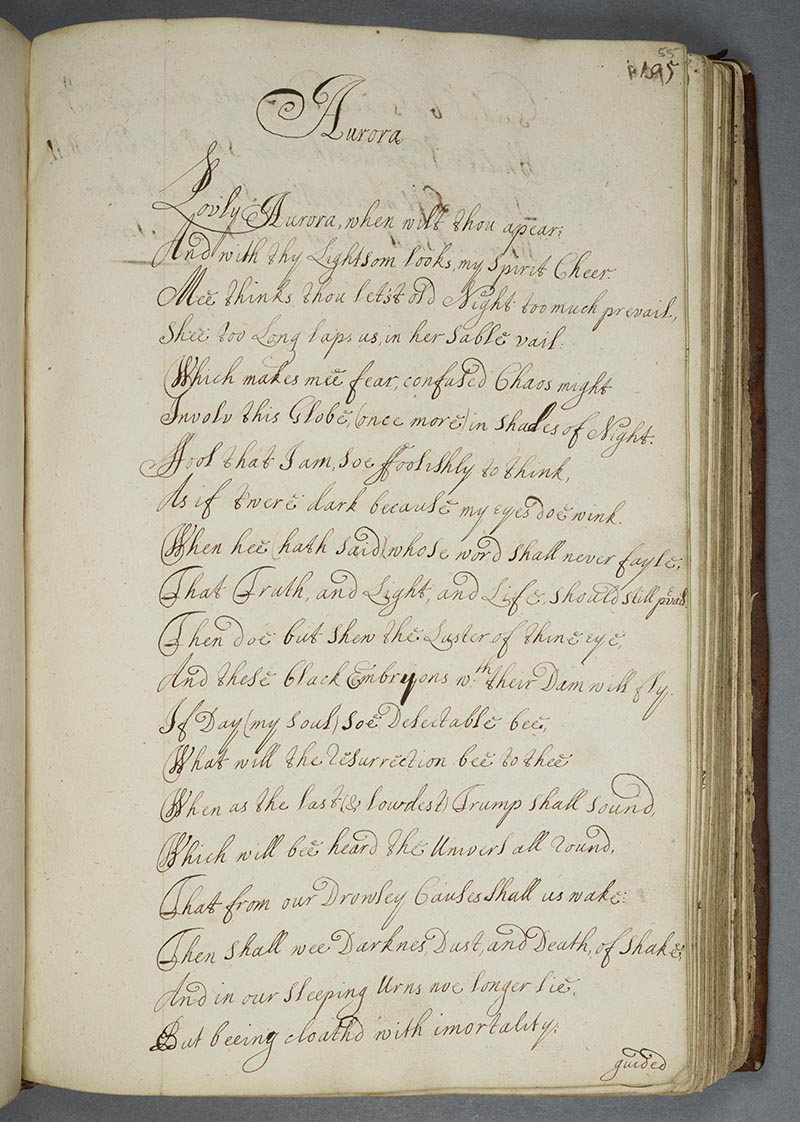 55
195
Aurora
Lovly Aurora, when wilt thou apear;
And with thy Lightsom looks, my Spirit Cheer
Mee thinks thou let'st old Night too much prevail,
Shee too Long laps us, in her Sable vail.
Which makes mee fear, confused Chaos might
Involv this Globe, (once more) in shades of Night.
Ffool that I am, soe ffoolishly to think,
As if twere dark because my eyes doe wink.
When hee (hath said) whose word shall never fayle,
That Truth, and Light, and Life, should still pvail.
Then doe but shew the Luster of thine eye,
And these black Embryons wth their Dam will fly.
If Day (my soul) soe Delectable bee,
What will the resurrection bee to thee
When as the last (& lowdest) Trump shall sound,
Which will bee heard the Univers all round,
That from our Drowsey Causes shall us wake:
Then shall wee Darknes, Dust, and Death, of shake,
And in our sleeping Urns noe longer lie,
But beeing cloathd with imortality;
guided